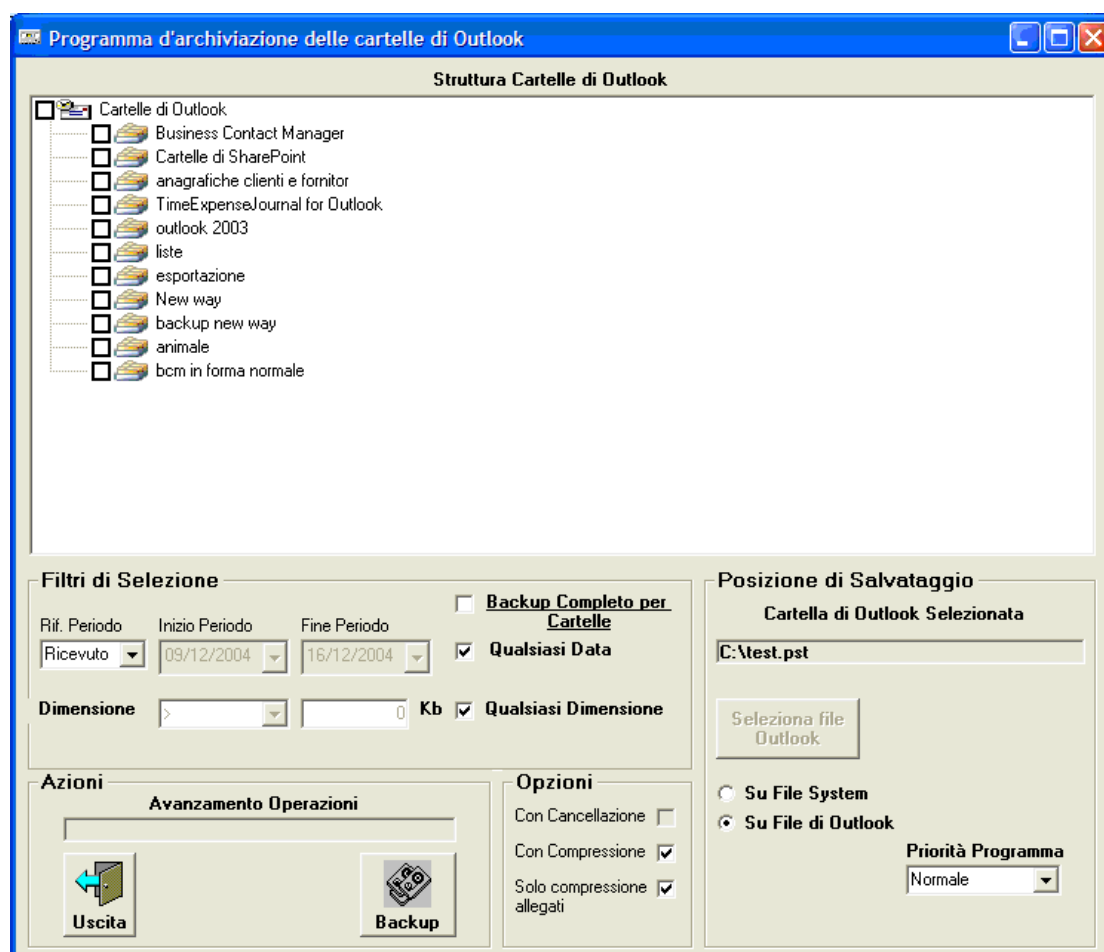 Programma d'archiviazione delle cartelle di Outlook
Struttura Cartelle di Outlook
Cartelle di Outlook
Business Contact Manager
Cartelle di SharePoint
anagrafiche clienti e fornitor
TimeExpenseJournal for Outlook
outlook 2003
liste
esportazione
New way
backup new way
animale
bcm in forma normale
Filtri di Selezione
Backup Completo per
Cartelle
Rif. Periodo Inizio Periodo Fine Periodo
Ricevuto 09/12/2004 16/12/2004 Qualsiasi Data
Dimensione > 0 Kb Qualsiasi Dimensione
Posizione di Salvataggio
Cartella di Outlook Selezionata
C:\test.pst
Seleziona file
Outlook
Su File System
Su File di Outlook
Priorità Programma
Normale
Azioni
Avanzamento Operazioni
Uscita
Backup
Opzioni
Con Cancellazione
Con Compressione
Solo compressione
allegati